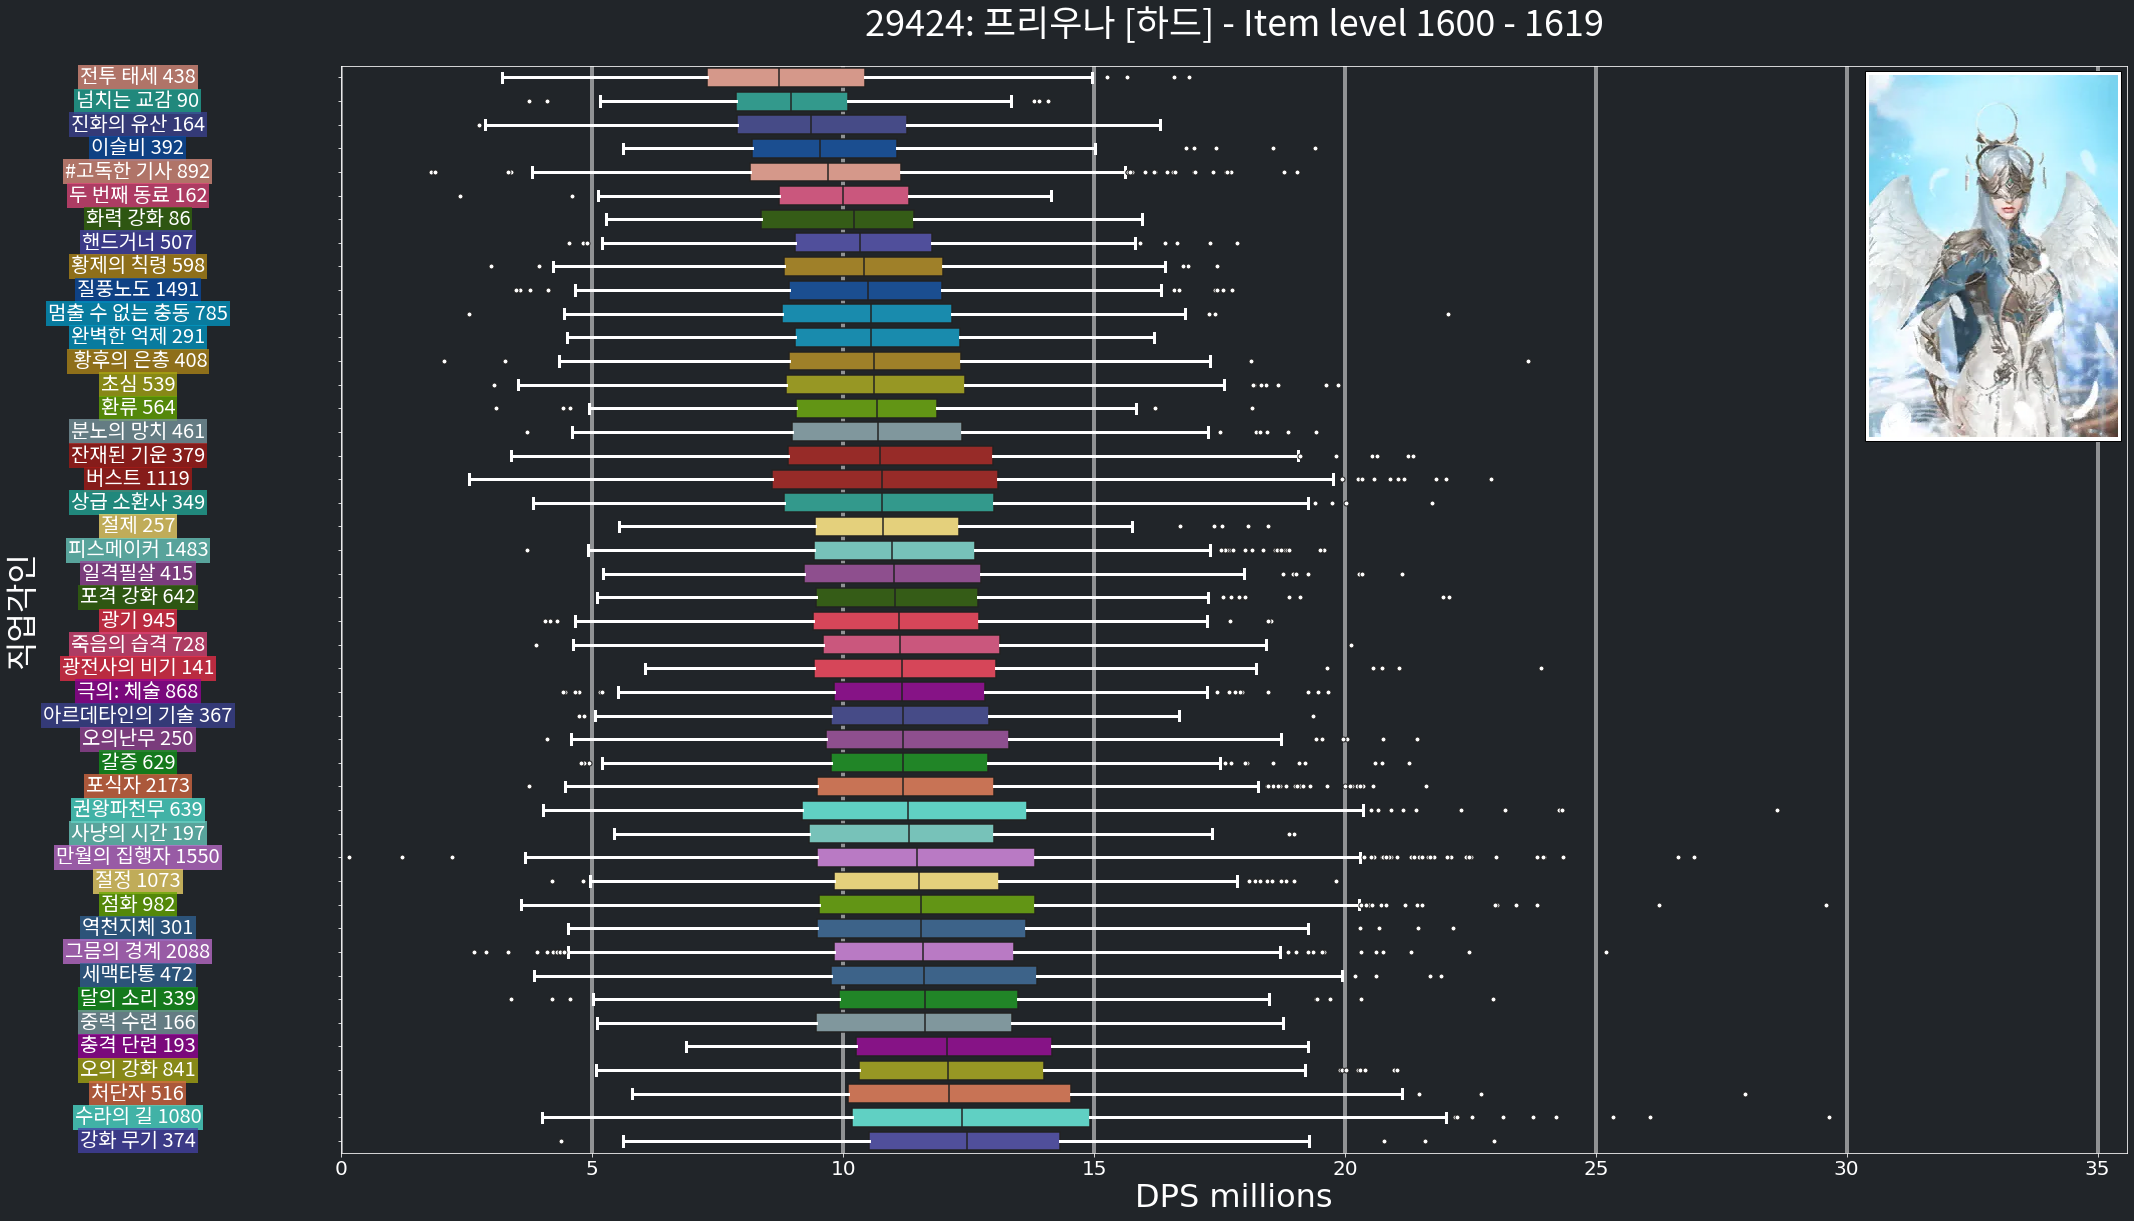 29424: 프리우나 [하드] - Item level 1600 - 1619
직업각인
전투 태세 438
넘치는 교감 90
진화의 유산 164
이슬비 392
#고독한 기사 892
두 번째 동료 162
화력 강화 86
핸드거너 507
황제의 칙령 598
질풍노도 1491
멈출 수 없는 충동 785
완벽한 억제 291
황후의 은총 408
초심 539
환류 564
분노의 망치 461
잔재된 기운 379
버스트 1119
상급 소환사 349
절제 257
피스메이커 1483
일격필살 415
포격 강화 642
광기 945
죽음의 습격 728
광전사의 비기 141
극의: 체술 868
아르데타인의 기술 367
오의난무 250
갈증 629
포식자 2173
권왕파천무 639
사냥의 시간 197
만월의 집행자 1550
절정 1073
점화 982
역천지체 301
그믐의 경계 2088
세맥타통 472
달의 소리 339
중력 수련 166
충격 단련 193
오의 강화 841
처단자 516
수라의 길 1080
강화 무기 374
0 5 10 15 20 25 30 35
DPS millions